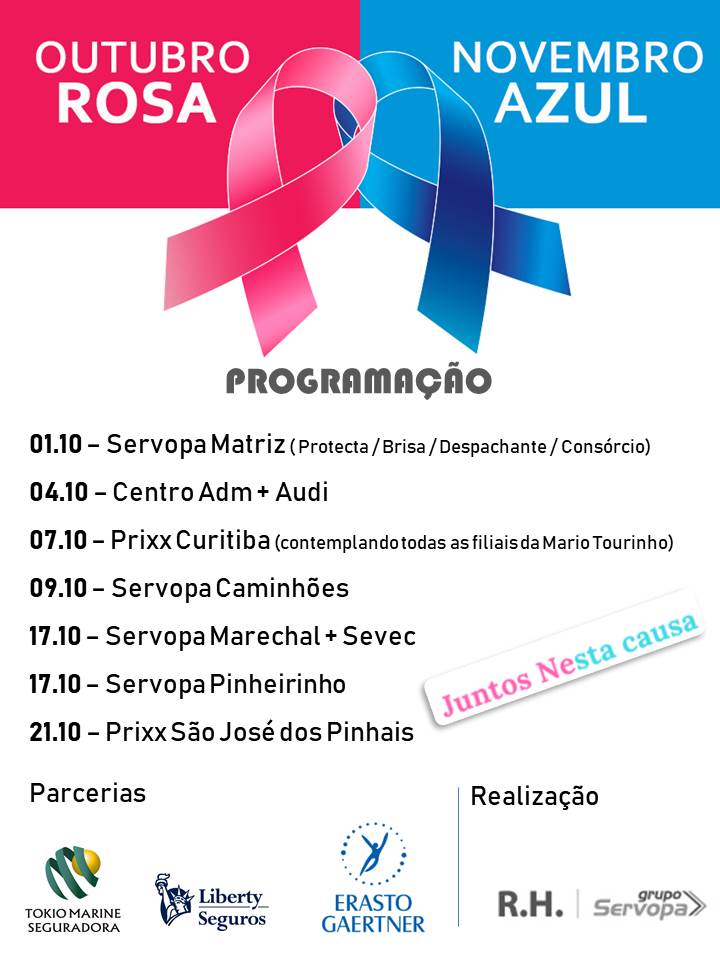 OUTUBRO
ROSA
NOVEMBRO
AZUL
PROGRAMAÇÃO
01.10 – Servopa Matriz ( Protecta / Brisa / Despachante / Consórcio)
04.10 – Centro Adm + Audi
07.10 – Prixx Curitiba (contemplando todas as filiais da Mario Tourinho)
09.10 – Servopa Caminhões
17.10 – Servopa Marechal + Sevec
17.10 – Servopa Pinheirinho
21.10 – Prixx São José dos Pinhais
Juntos Nesta causa
Parcerias
Realização
TOKIO MARINE
SEGURADORA
Liberty
Seguros
ERASTO
GAERTNER
R.H.
grupo
Servopa